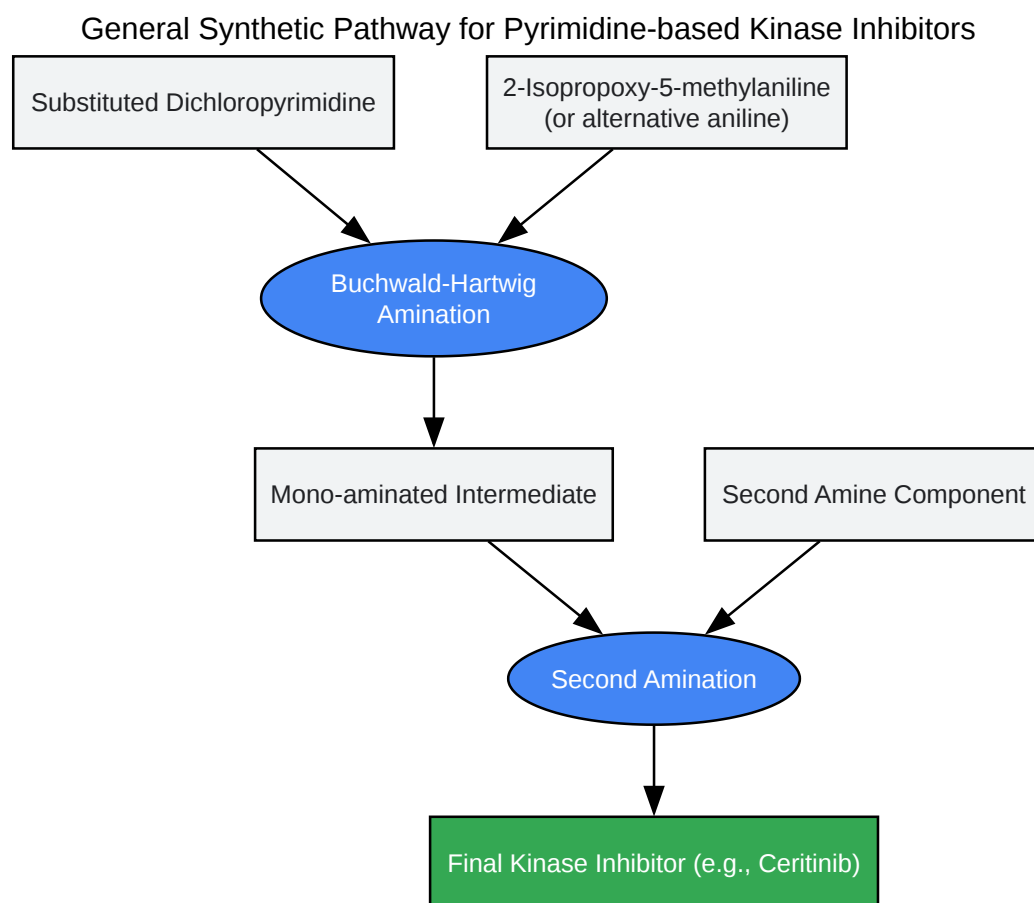 General Synthetic Pathway for Pyrimidine-based Kinase Inhibitors
Substituted Dichloropyrimidine
2-Isopropoxy-5-methylaniline
(or alternative aniline)
Buchwald-Hartwig
Amination
Mono-aminated Intermediate
Second Amine Component
Second Amination
Final Kinase Inhibitor (e.g., Ceritinib)